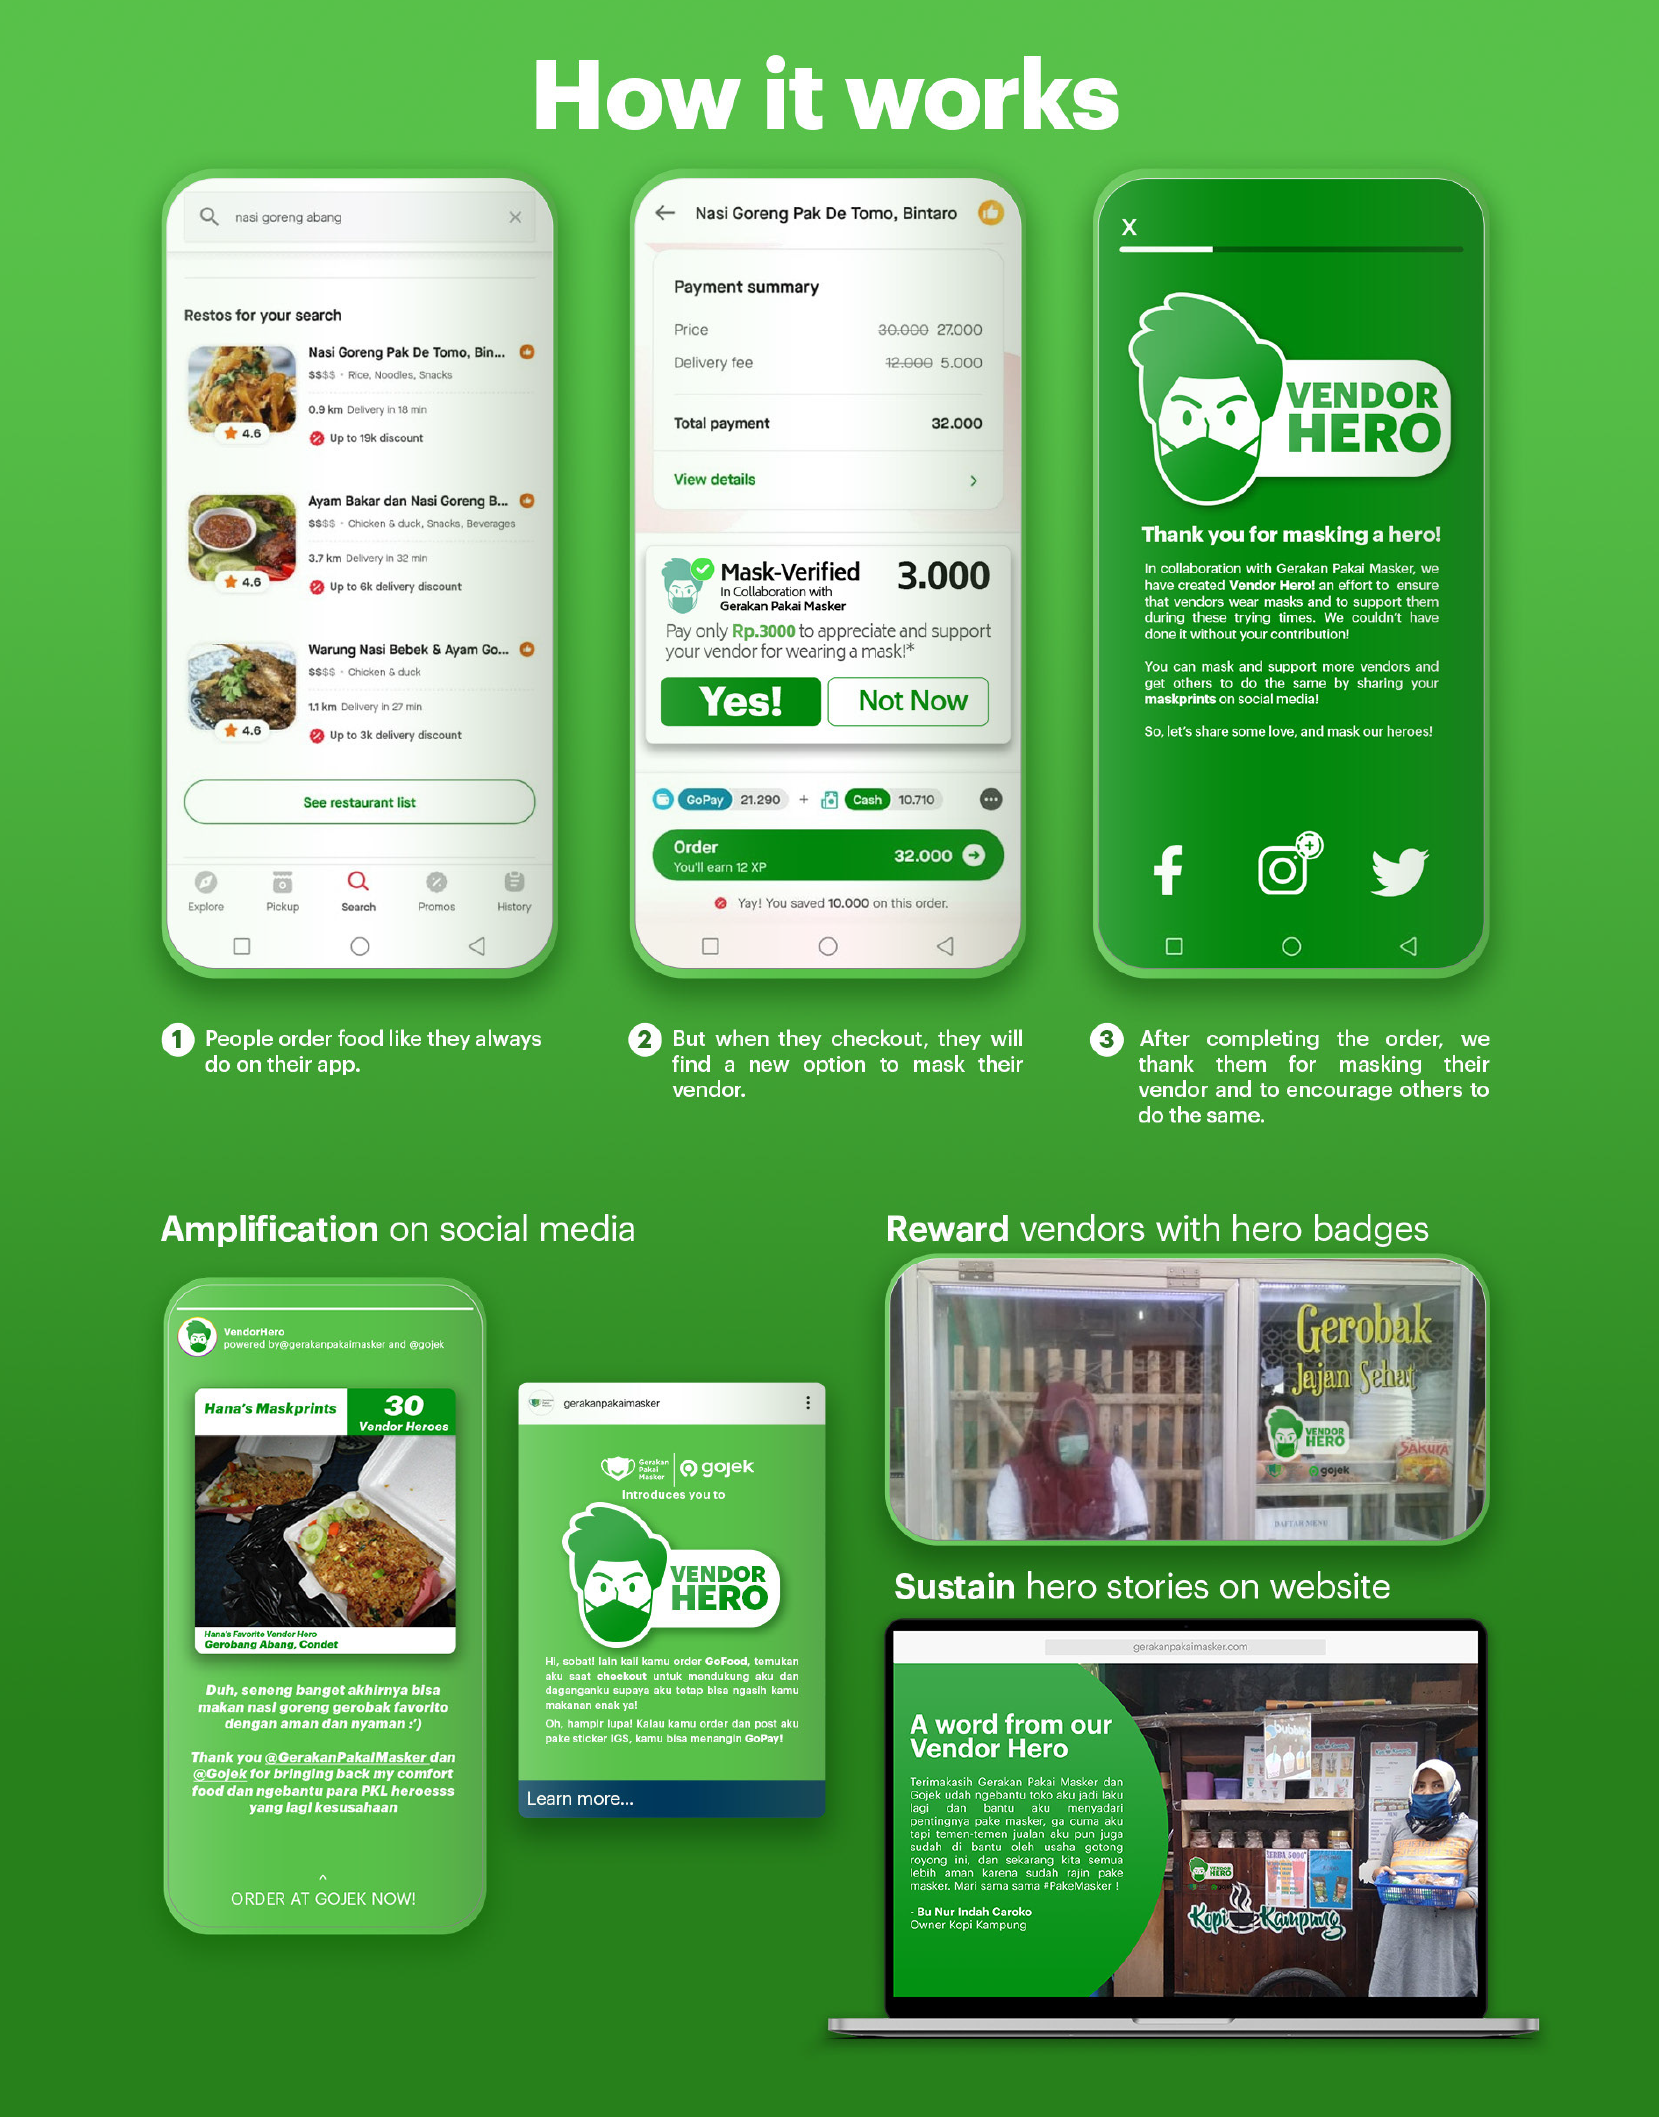 How it works
nasi goreng abang
Restos for your search
Nasi Goreng Pak De Tomo, Bin...
$$$$ · Rice, Noodles, Snacks
0.9 km Delivery in 18 min
4.6
Up to 19k discount
Ayam Bakar dan Nasi Goreng B...
$$$$ · Chicken & duck, Snacks, Beverages
3.7 km Delivery in 32 min
4.6
Up to 6k delivery discount
Warung Nasi Bebek & Ayam Go...
$$$$ · Chicken & duck
1.1 km Delivery in 27 min
4.6
Up to 3k delivery discount
See restaurant list
Explore Pickup Search Promos History
Nasi Goreng Pak De Tomo, Bintaro
Payment summary
Price 30.000 27.000
Delivery fee 12.000 5.000
Total payment 32.000
View details
Mask-Verified 3.000
In Collaboration with
Gerakan Pakai Masker
Pay only Rp.3000 to appreciate and support
your vendor for wearing a mask!*
Yes! Not Now
GoPay 21.290 + Cash 10.710
Order
You'll earn 12 XP
32.000
Yay! You saved 10.000 on this order.
X
VENDOR
HERO
Thank you for masking a hero!
In collaboration with Gerakan Pakai Masker, we
have created Vendor Hero! an effort to ensure
that vendors wear masks and to support them
during these trying times. We couldn't have
done it without your contribution!
You can mask and support more vendors and
get others to do the same by sharing your
maskprints on social media!
So, let's share some love, and mask our heroes!
1 People order food like they always
do on their app.
2 But when they checkout, they will
find a new option to mask their
vendor.
3 After completing the order, we
thank them for masking their
vendor and to encourage others to
do the same.
Amplification on social media
VendorHero
powered by@gerakanpakaimasker and @gojek
Hana's Maskprints
30
Vendor Heroes
Hana's Favorite Vendor Hero
Gerobang Abang, Condet
Duh, seneng banget akhirnya bisa
makan nasi goreng gerobak favorito
dengan aman dan nyaman :')
Thank you @GerakanPakaiMasker dan
@Gojek for bringing back my comfort
food dan ngebantu para PKL heroesss
yang lagi kesusahaan
ORDER AT GOJEK NOW!
gerakanpakaimasker
Gerakan
Pakai
Masker
gojek
Introduces you to
VENDOR
HERO
Hi, sobat! lain kali kamu order GoFood, temukan
aku saat checkout untuk mendukung aku dan
daganganku supaya aku tetap bisa ngasih kamu
makanan enak ya!
Oh, hampir lupa! Kalau kamu order dan post aku
pake sticker IGS, kamu bisa menangin GoPay!
Learn more...
Reward vendors with hero badges
Gerobak
Jajan Sehat
VENDOR
HERO
gojek
SAKURA
DAFTAR MENU
Sustain hero stories on website
gerakanpakaimasker.com
A word from our
Vendor Hero
Terimakasih Gerakan Pakai Masker dan
Gojek udah ngebantu toko aku jadi laku
lagi dan bantu aku menyadari
pentingnya pake masker, ga cuma aku
tapi temen-temen jualan aku pun juga
sudah di bantu oleh usaha gotong
royong ini, dan sekarang kita semua
lebih aman karena sudah rajin pake
masker. Mari sama sama #PakeMasker !
- Bu Nur Indah Caroko
Owner Kopi Kampung
bubble
VENDOR
HERO
SERBA 5000
Kopi Kampung